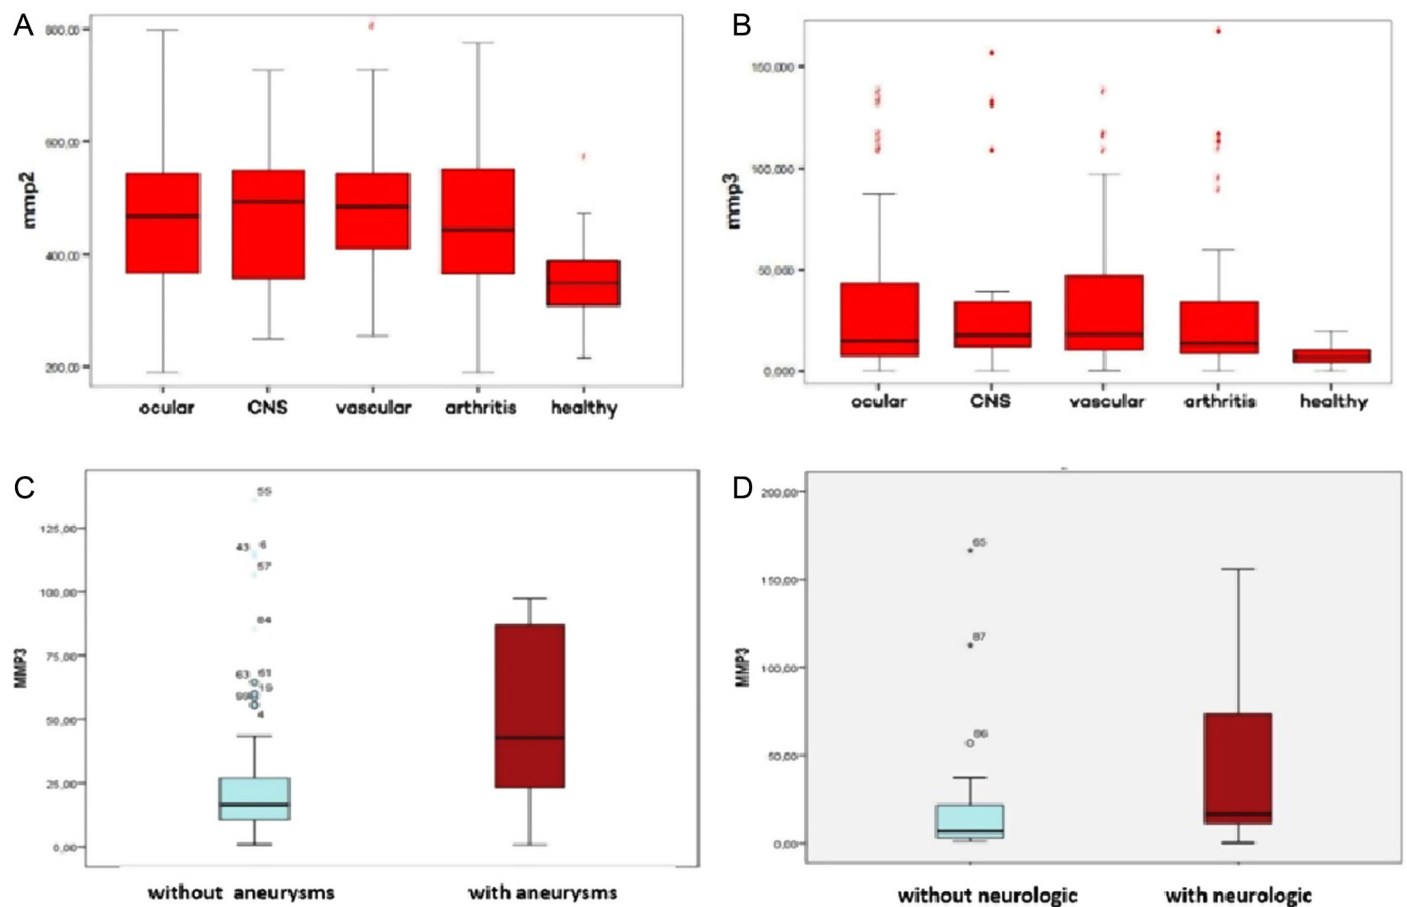 A
800,00
600,00
400,00
200,00
mmp2
ocular CNS vascular arthritis healthy
B
150,000
100,000
50,000
0,000
mmp3
ocular CNS vascular arthritis healthy
C
125,00
100,00
75,00
50,00
25,00
0,00
MMP3
55
43 6
57
84
63 61
19
4
without aneurysms with aneurysms
D
200,00
150,00
100,00
50,00
0,00
MMP3
65
87
86
without neurologic with neurologic